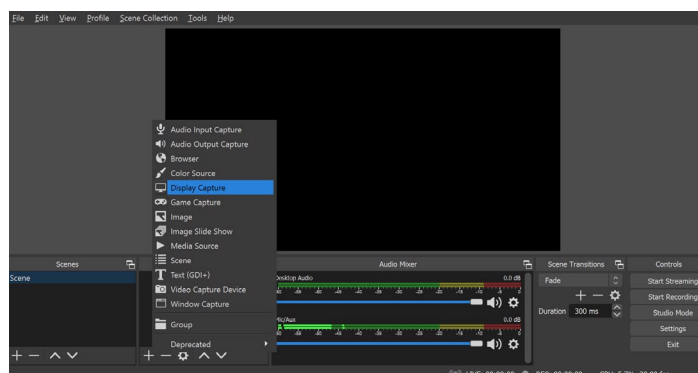 File Edit View Profile Scene Collection Tools Help
Audio Input Capture
Audio Output Capture
Browser
Color Source
Display Capture
Game Capture
Image
Image Slide Show
Media Source
Scene
Text (GDI+)
Video Capture Device
Window Capture
Group
Deprecated
Scenes
Scene
Audio Mixer
Desktop Audio 0.0 dB
Mic/Aux 0.0 dB
Scene Transitions
Fade
Duration 300 ms
Controls
Start Streaming
Start Recording
Studio Mode
Settings
Exit